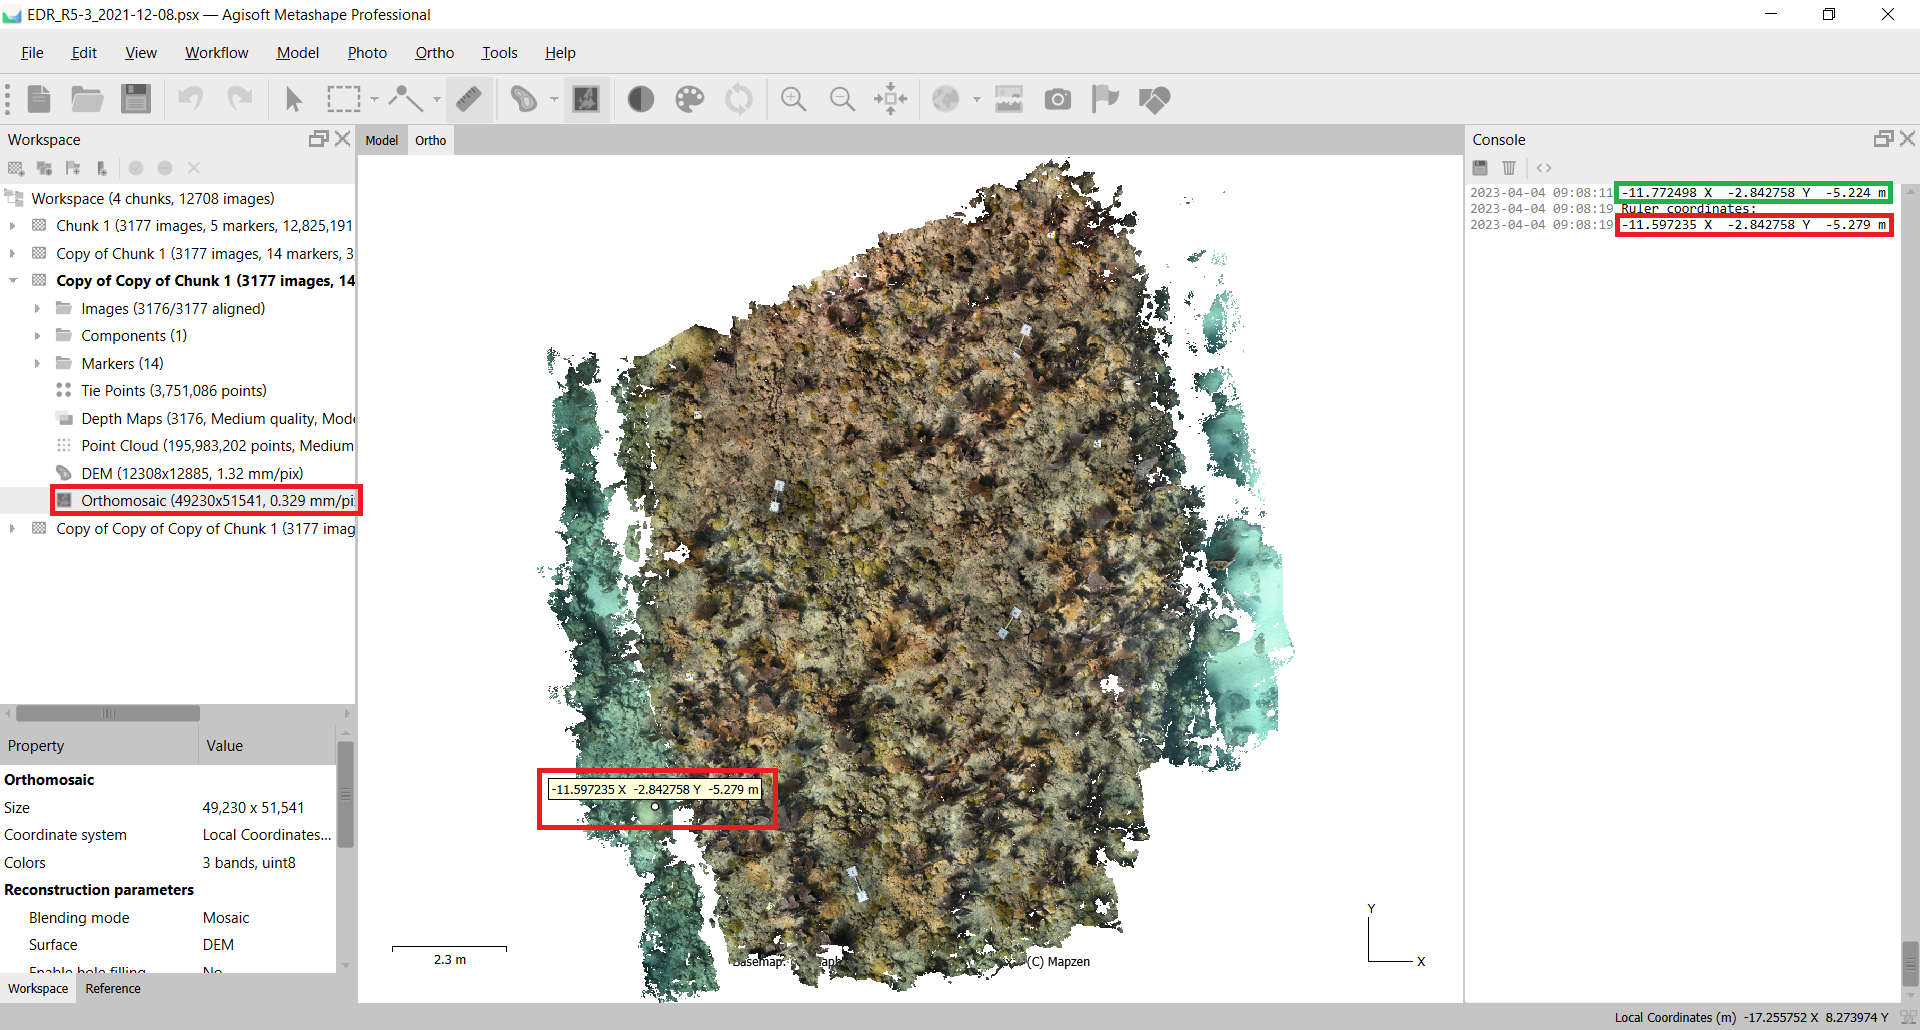 EDR_R5-3_2021-12-08.psx — Agisoft Metashape Professional
File Edit View Workflow Model Photo Ortho Tools Help
Workspace
Workspace (4 chunks, 12708 images)
Chunk 1 (3177 images, 5 markers, 12,825,191
Copy of Chunk 1 (3177 images, 14 markers, 3
Copy of Copy of Chunk 1 (3177 images, 14
Images (3176/3177 aligned)
Components (1)
Markers (14)
Tie Points (3,751,086 points)
Depth Maps (3176, Medium quality, Mode
Point Cloud (195,983,202 points, Medium
DEM (12308x12885, 1.32 mm/pix)
Orthomosaic (49230x51541, 0.329 mm/pi
Copy of Copy of Copy of Chunk 1 (3177 imag
Property Value
Orthomosaic
Size 49,230 x 51,541
Coordinate system Local Coordinates...
Colors 3 bands, uint8
Reconstruction parameters
Blending mode Mosaic
Surface DEM
Enable hole filling No
Workspace Reference
Model Ortho
-11.597235 X -2.842758 Y -5.279 m
2.3 m
Basemap: (C) Mapzen
Y
X
Console
2023-04-04 09:08:11 -11.772498 X -2.842758 Y -5.224 m
2023-04-04 09:08:19 Ruler coordinates:
2023-04-04 09:08:19 -11.597235 X -2.842758 Y -5.279 m
Local Coordinates (m) -17.255752 X 8.273974 Y